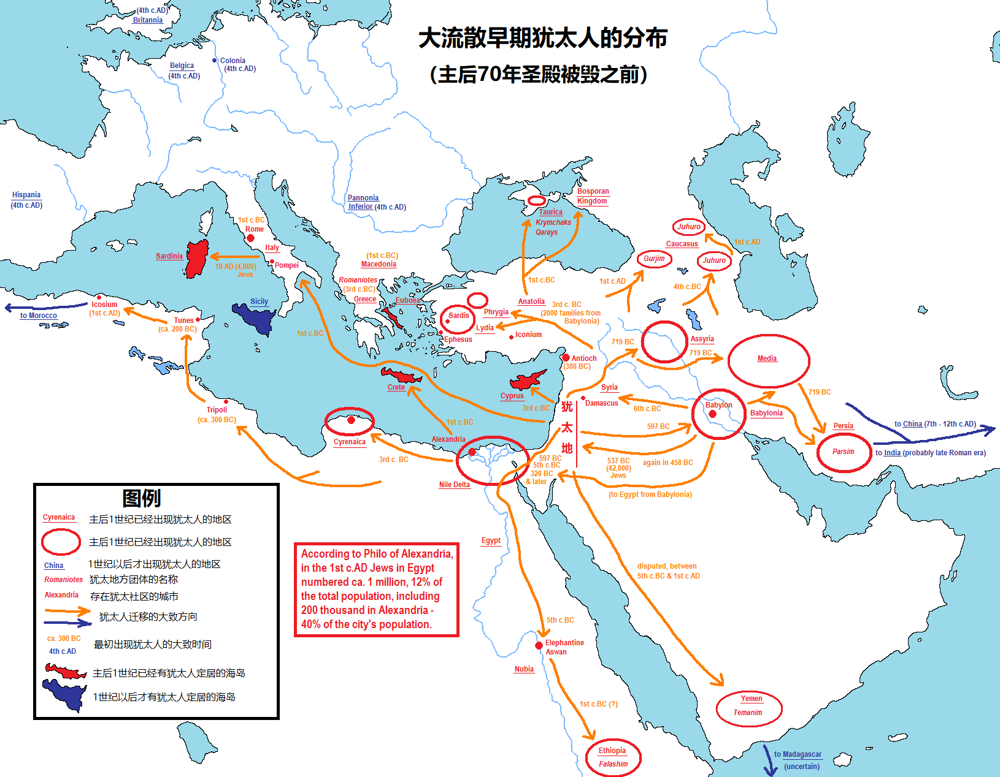 大流散早期犹太人的分布
(主后70年圣殿被毁之前)
(4th c.AD)
Britannia
Belgica
(4th c.AD)
Colonia
(4th c.AD)
Hispania
(4th c.AD)
Pannonia
Inferior (4th c.AD)
Bosporan
Kingdom
Taurica
Krymchaks
Qarays
1st c.BC
Rome
Italy
Pompei
Sardinia
19 AD (4,000)
Jews
(1st c.BC)
Macedonia
Romaniotes
(3rd c.BC)
Greece
Euboea
Juhuro
Caucasus
1st c.AD
Gurjim
Juhuro
1st c.BC
1st c.AD
4th c.BC
Icosium
(1st c.AD)
to Morocco
Tunes
(ca. 200 BC)
Sicily
1st c.BC
Anatolia
3rd c. BC
(2000 families from
Babylonia)
Phrygia
Sardis
Lydia
Ephesus
Iconium
Antioch
(300 BC)
719 BC
Assyria
719 BC
Media
719 BC
Crete
Cyprus
3rd c.BC
Syria
Damascus
6th c.BC
Babylon
Babylonia
597 BC
Persia
Parsim
to China (7th - 12th c.AD)
to India (probably late Roman era)
Tripoli
(ca. 300 BC)
Cyrenaica
1st c.BC
Alexandria
3rd c. BC
Nile Delta
犹
太
地
597 BC
5th c.BC
320 BC
& later
537 BC
(42,000)
Jews
again in 458 BC
(to Egypt from Babylonia)
Egypt
disputed, between
5th c.BC & 1st c.AD
5th c.BC
Elephantine
Aswan
Nubia
1st c.BC (?)
Yemen
Temanim
Ethiopia
Falashim
to Madagascar
(uncertain)
According to Philo of Alexandria,
in the 1st c.AD Jews in Egypt
numbered ca. 1 million, 12% of
the total population, including
200 thousand in Alexandria -
40% of the city's population.
图例
Cyrenaica 主后1世纪已经出现犹太人的地区
主后1世纪已经出现犹太人的地区
China 1世纪以后才出现犹太人的地区
Romaniotes 犹太地方团体的名称
Alexandria 存在犹太社区的城市
犹太人迁移的大致方向
ca. 300 BC
4th c.AD
最初出现犹太人的大致时间
主后1世纪已经有犹太人定居的海岛
1世纪以后才有犹太人定居的海岛